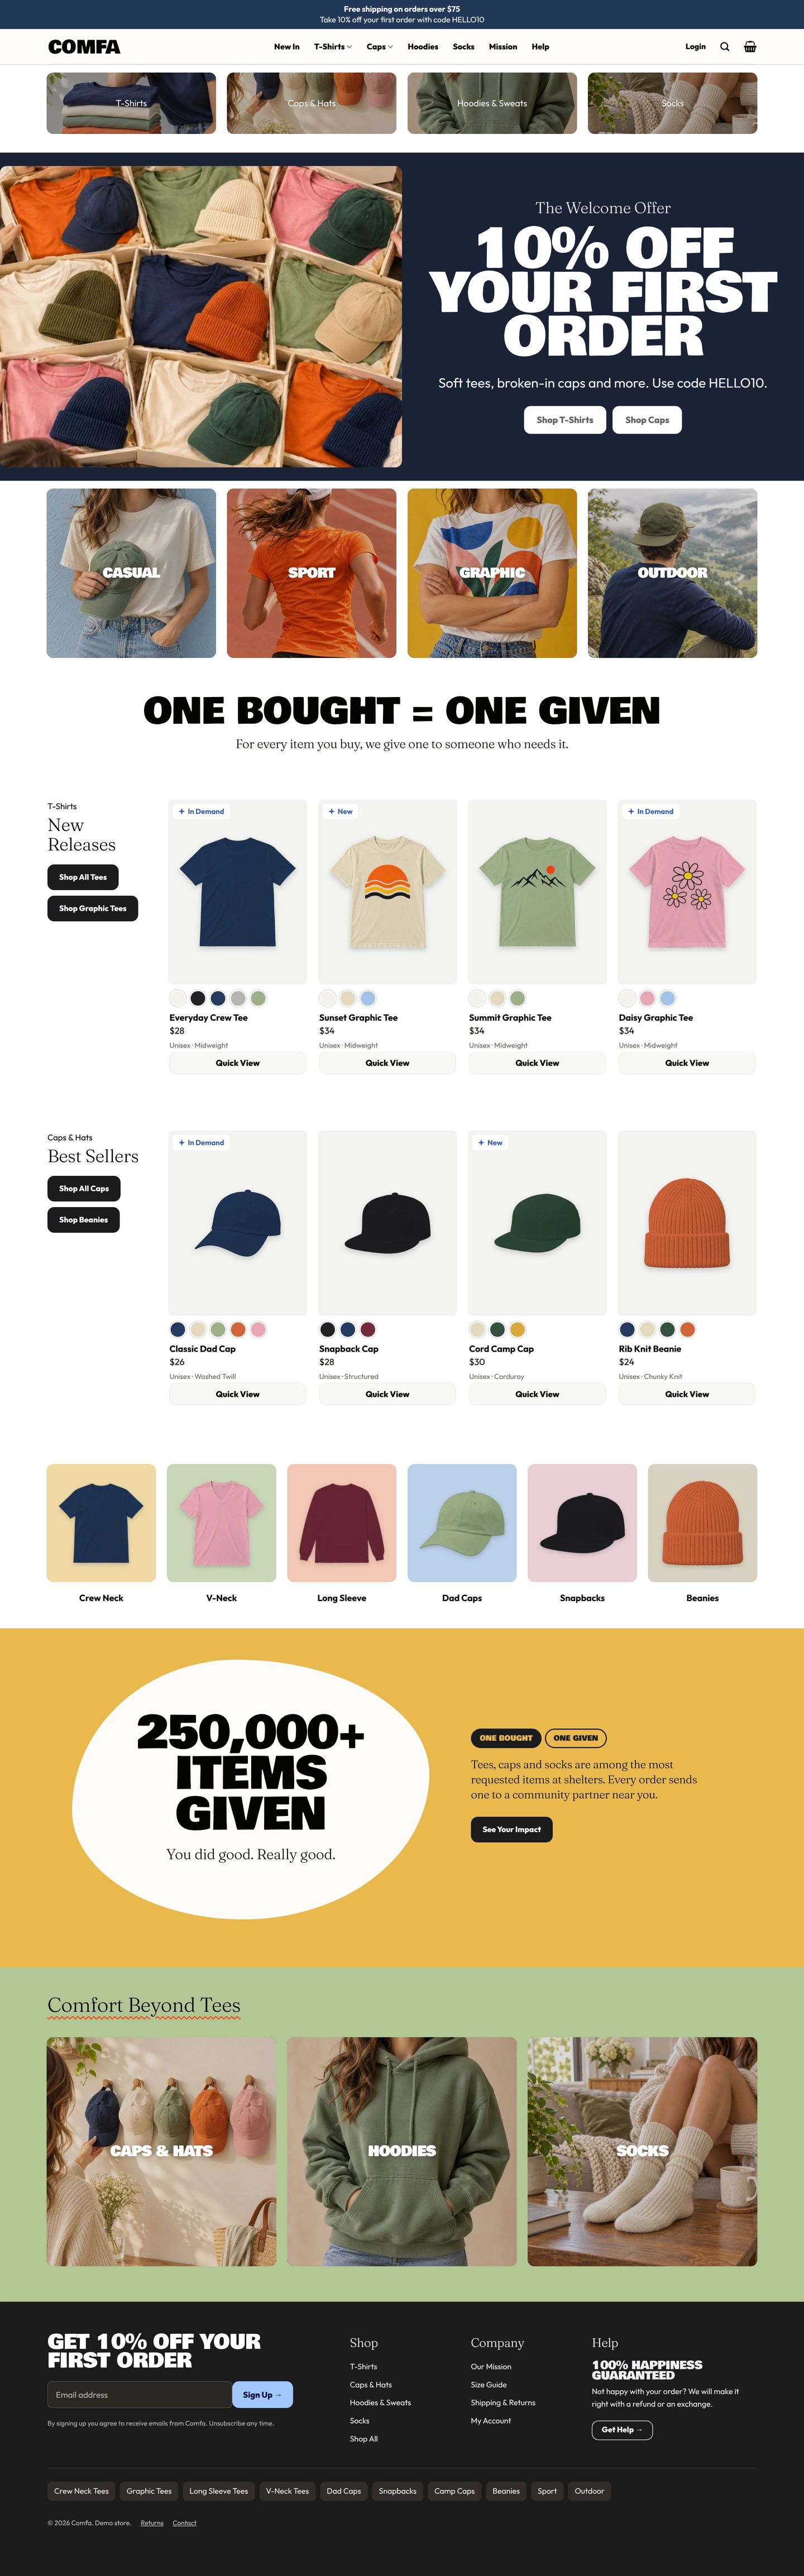 Free shipping on orders over $75
Take 10% off your first order with code HELLO10
COMFA
New In
T-Shirts
Caps
Hoodies
Socks
Mission
Help
Login
T-Shirts
Caps & Hats
Hoodies & Sweats
Socks
The Welcome Offer
10% OFF
YOUR FIRST
ORDER
Soft tees, broken-in caps and more. Use code HELLO10.
Shop T-Shirts
Shop Caps
CASUAL
SPORT
GRAPHIC
OUTDOOR
ONE BOUGHT = ONE GIVEN
For every item you buy, we give one to someone who needs it.
T-Shirts
New
Releases
Shop All Tees
Shop Graphic Tees
In Demand
Everyday Crew Tee
$28
Unisex · Midweight
Quick View
New
Sunset Graphic Tee
$34
Unisex · Midweight
Quick View
Summit Graphic Tee
$34
Unisex · Midweight
Quick View
In Demand
Daisy Graphic Tee
$34
Unisex · Midweight
Quick View
Caps & Hats
Best Sellers
Shop All Caps
Shop Beanies
In Demand
Classic Dad Cap
$26
Unisex · Washed Twill
Quick View
Snapback Cap
$28
Unisex · Structured
Quick View
New
Cord Camp Cap
$30
Unisex · Corduroy
Quick View
Rib Knit Beanie
$24
Unisex · Chunky Knit
Quick View
Crew Neck
V-Neck
Long Sleeve
Dad Caps
Snapbacks
Beanies
250,000+
ITEMS
GIVEN
You did good. Really good.
ONE BOUGHT
ONE GIVEN
Tees, caps and socks are among the most
requested items at shelters. Every order sends
one to a community partner near you.
See Your Impact
Comfort Beyond Tees
CAPS & HATS
HOODIES
SOCKS
GET 10% OFF YOUR
FIRST ORDER
Email address
Sign Up →
By signing up you agree to receive emails from Comfa. Unsubscribe any time.
Shop
T-Shirts
Caps & Hats
Hoodies & Sweats
Socks
Shop All
Company
Our Mission
Size Guide
Shipping & Returns
My Account
Help
100% HAPPINESS
GUARANTEED
Not happy with your order? We will make it
right with a refund or an exchange.
Get Help →
Crew Neck Tees
Graphic Tees
Long Sleeve Tees
V-Neck Tees
Dad Caps
Snapbacks
Camp Caps
Beanies
Sport
Outdoor
© 2026 Comfa. Demo store.
Returns
Contact